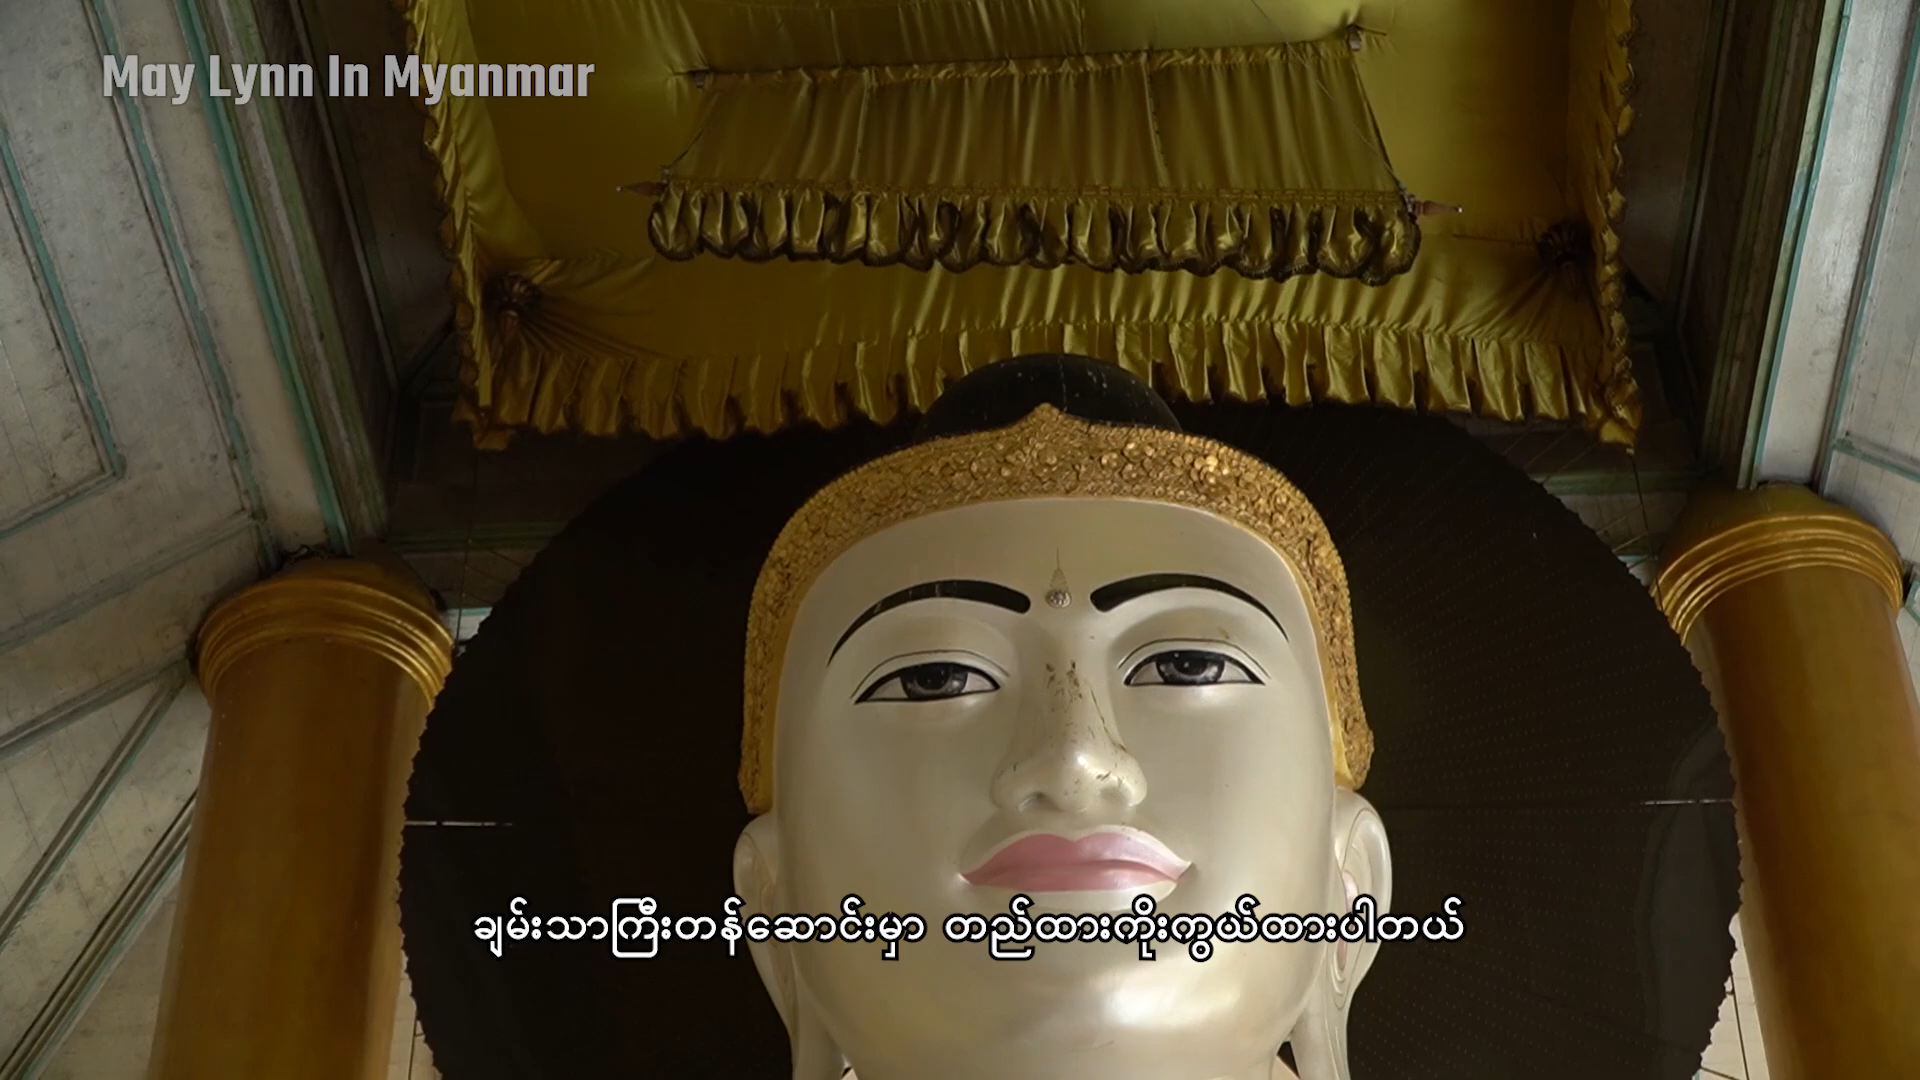 May Lynn In Myanmar
ချမ်းသာကြီးတန်ဆောင်းမှာ တည်ထားကိုးကွယ်ထားပါတယ်